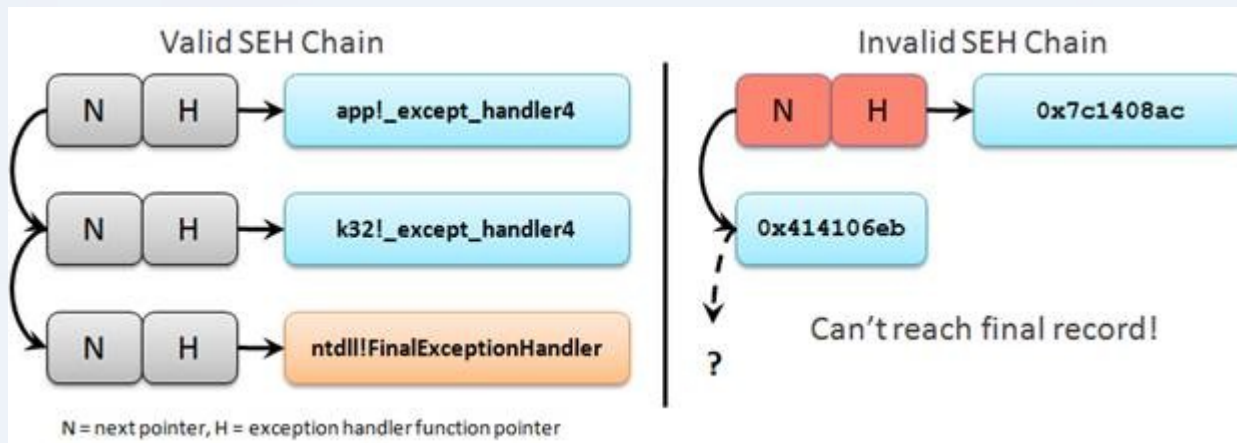 Valid SEH Chain
N H app!_except_handler4
N H k32!_except_handler4
N H ntdll!FinalExceptionHandler
N = next pointer, H = exception handler function pointer
Invalid SEH Chain
N H 0x7c1408ac
0x414106eb
Can't reach final record!
?